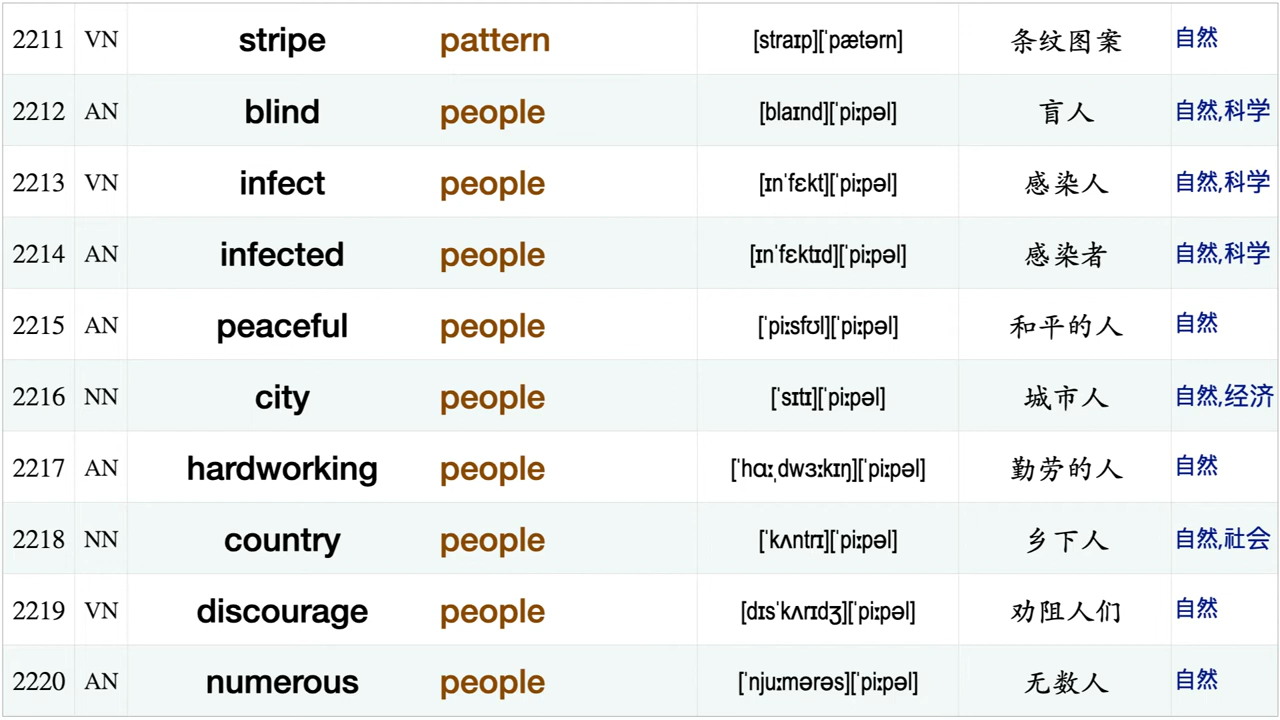 2211 VN stripe pattern [straɪp][ˈpætərn] 条纹图案 自然
2212 AN blind people [blaɪnd][ˈpiːpəl] 盲人 自然,科学
2213 VN infect people [ɪnˈfɛkt][ˈpiːpəl] 感染人 自然,科学
2214 AN infected people [ɪnˈfɛktɪd][ˈpiːpəl] 感染者 自然,科学
2215 AN peaceful people [ˈpiːsfʊl][ˈpiːpəl] 和平的人 自然
2216 NN city people [ˈsɪtɪ][ˈpiːpəl] 城市人 自然,经济
2217 AN hardworking people [ˈhɑːˌdwɜːkɪŋ][ˈpiːpəl] 勤劳的人 自然
2218 NN country people [ˈkʌntrɪ][ˈpiːpəl] 乡下人 自然,社会
2219 VN discourage people [dɪsˈkʌrɪdʒ][ˈpiːpəl] 劝阻人们 自然
2220 AN numerous people [ˈnjuːmərəs][ˈpiːpəl] 无数人 自然